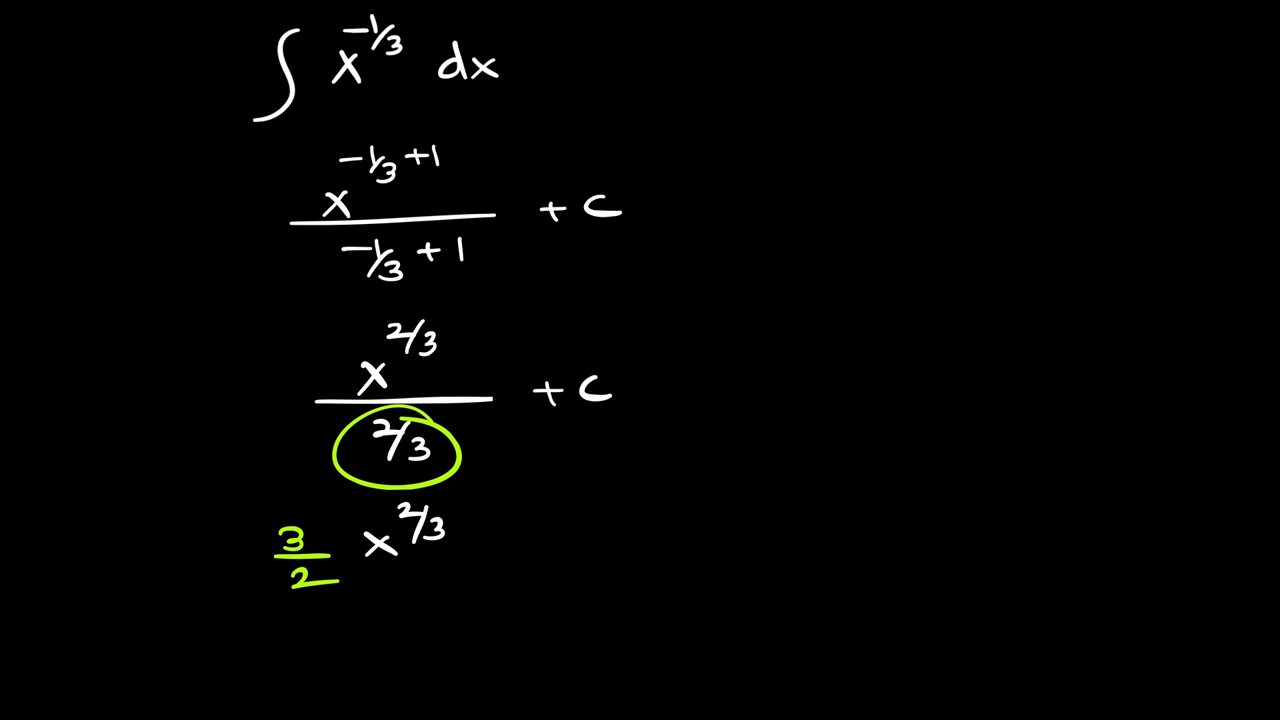 ∫ x^(-1/3) dx
x^(-1/3 + 1) / (-1/3 + 1) + c
x^(2/3) / (2/3) + c
3/2 x^(2/3)